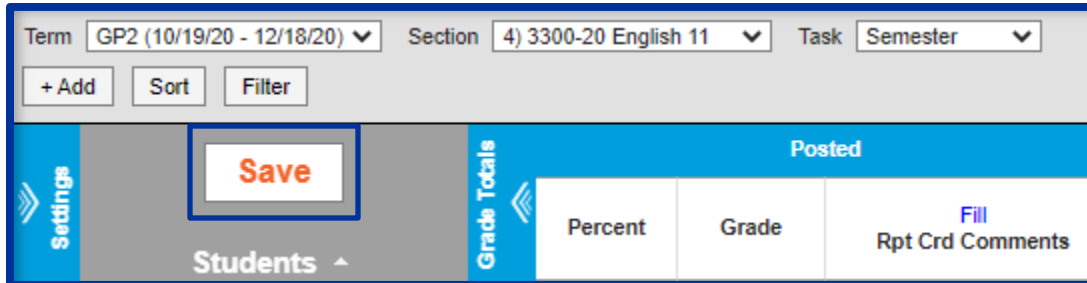 Term GP2 (10/19/20 - 12/18/20) Section 4) 3300-20 English 11 Task Semester
+ Add Sort Filter
Settings
Save
Students
Grade Totals
Posted
Percent Grade Fill
Rpt Crd Comments